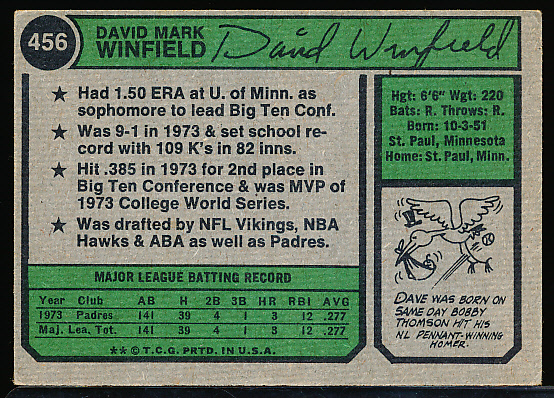 456
DAVID MARK
WINFIELD
David Winfield
★ Had 1.50 ERA at U. of Minn. as
sophomore to lead Big Ten Conf.
★ Was 9-1 in 1973 & set school re-
cord with 109 K's in 82 inns.
★ Hit .385 in 1973 for 2nd place in
Big Ten Conference & was MVP of
1973 College World Series.
★ Was drafted by NFL Vikings, NBA
Hawks & ABA as well as Padres.
Hgt: 6'6" Wgt: 220
Bats: R. Throws: R.
Born: 10-3-51
St. Paul, Minnesota
Home: St. Paul, Minn.
DAVE WAS BORN ON
SAME DAY BOBBY
THOMSON HIT HIS
NL PENNANT-WINNING
HOMER.
MAJOR LEAGUE BATTING RECORD
Year Club AB H 2B 3B HR RBI AVG
1973 Padres 141 39 4 1 3 12 .277
Maj. Lea. Tot. 141 39 4 1 3 12 .277
** © T.C.G. PRTD. IN U.S.A.